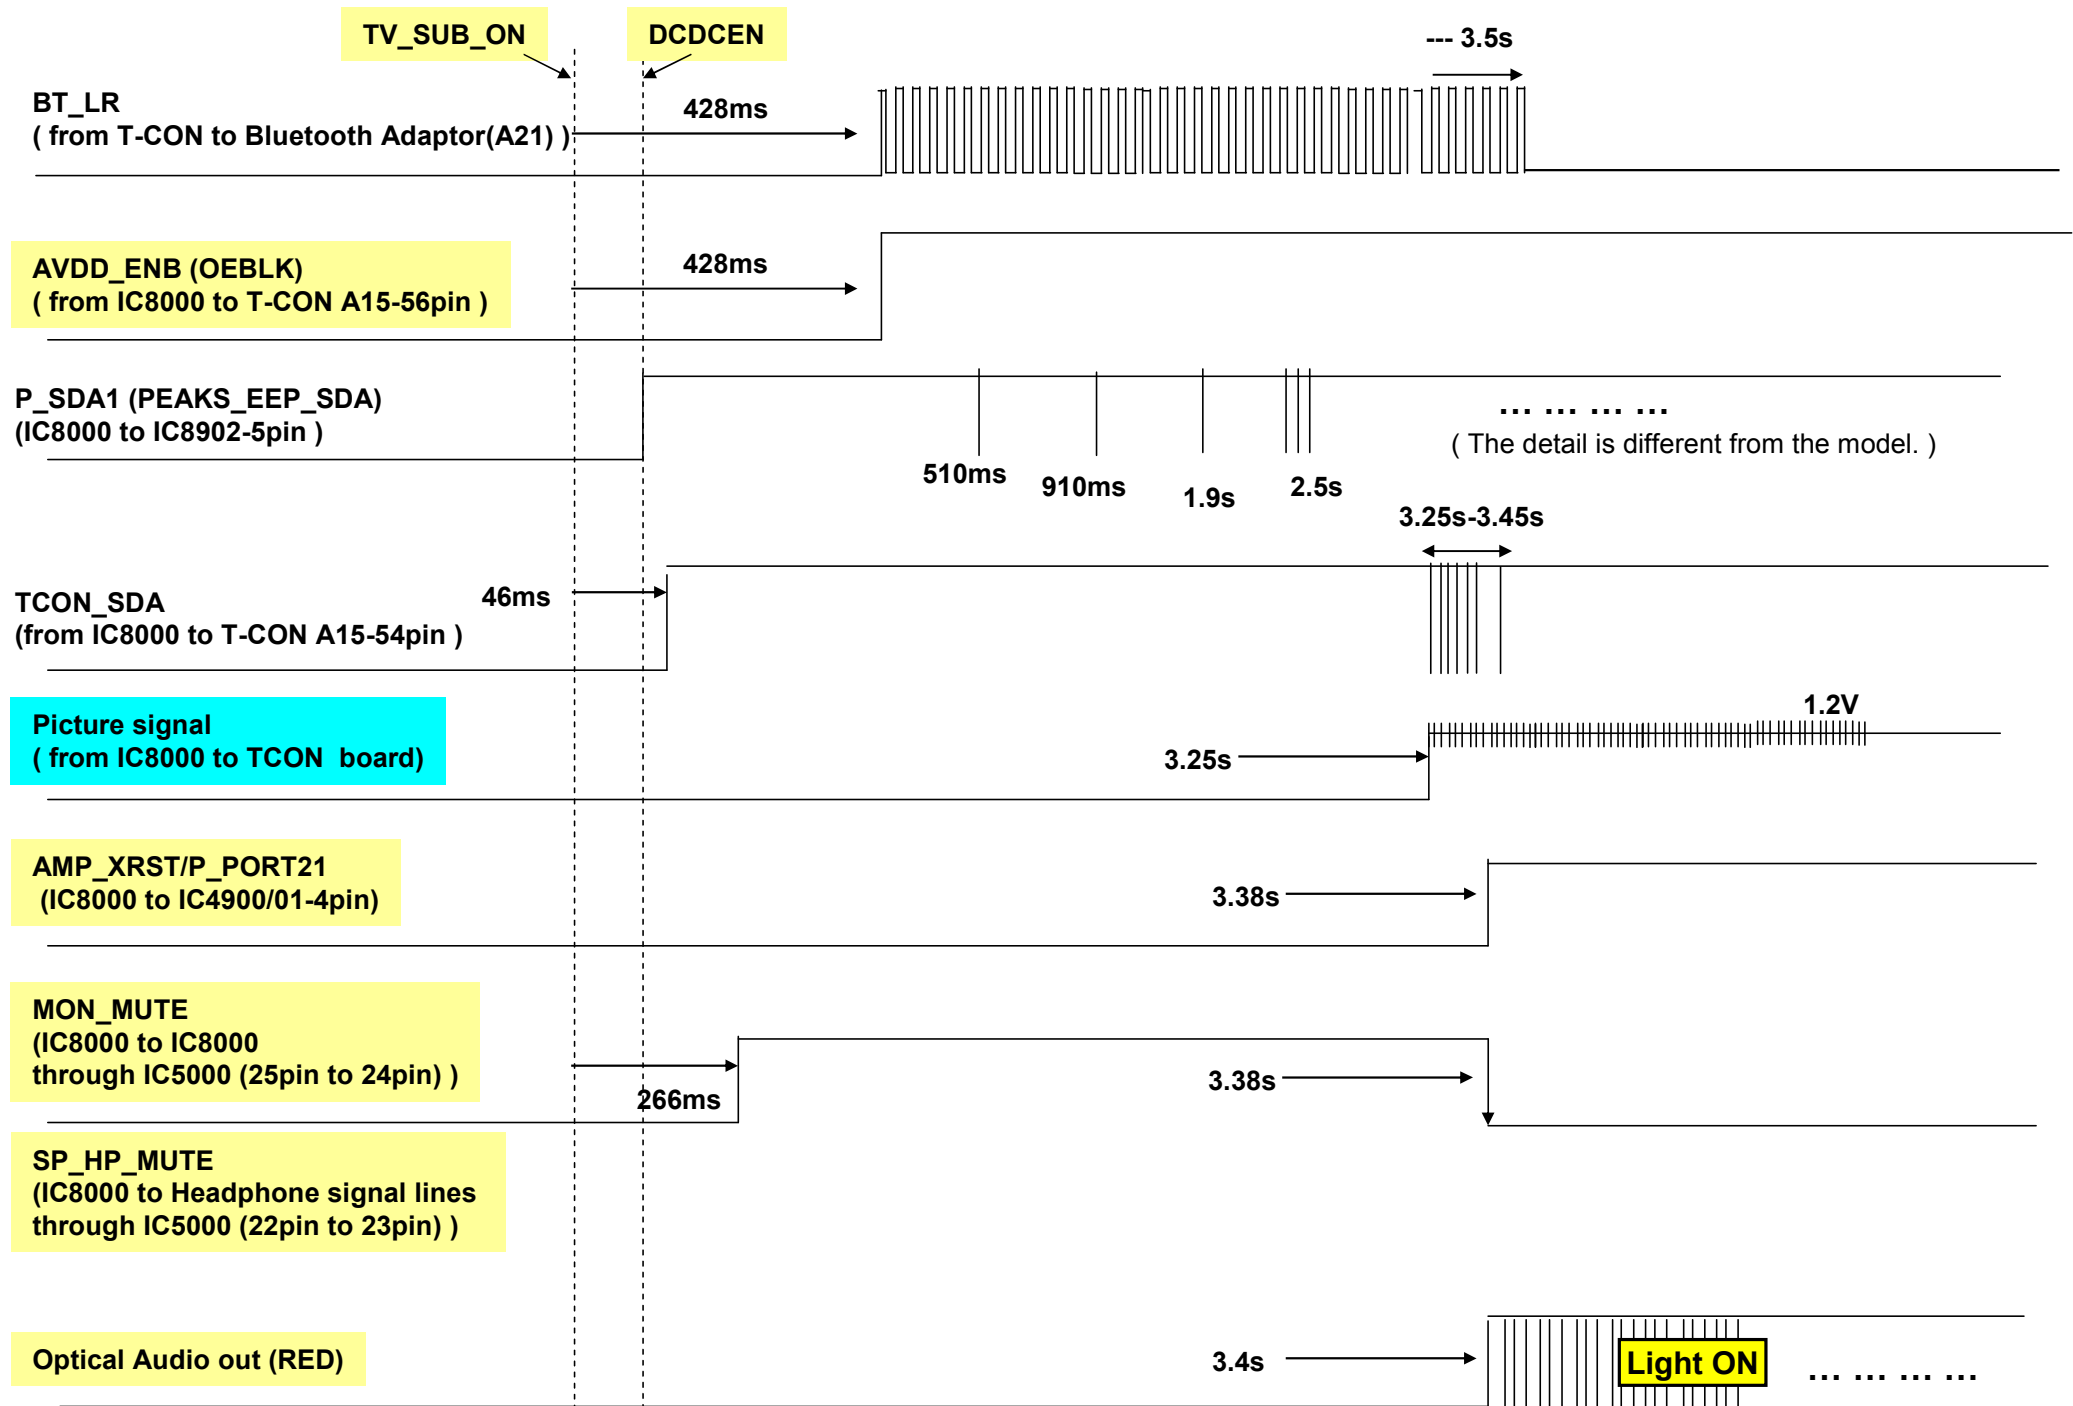 TV_SUB_ON
DCDCEN
--- 3.5s
BT_LR
( from T-CON to Bluetooth Adaptor(A21) )
428ms
AVDD_ENB (OEBLK)
( from IC8000 to T-CON A15-56pin )
428ms
P_SDA1 (PEAKS_EEP_SDA)
(IC8000 to IC8902-5pin )
510ms
910ms
1.9s
2.5s
... ... ... ...
( The detail is different from the model. )
3.25s-3.45s
46ms
TCON_SDA
(from IC8000 to T-CON A15-54pin )
Picture signal
( from IC8000 to TCON board)
3.25s
1.2V
AMP_XRST/P_PORT21
(IC8000 to IC4900/01-4pin)
3.38s
MON_MUTE
(IC8000 to IC8000
through IC5000 (25pin to 24pin) )
266ms
3.38s
SP_HP_MUTE
(IC8000 to Headphone signal lines
through IC5000 (22pin to 23pin) )
Optical Audio out (RED)
3.4s
Light ON
... ... ... ...